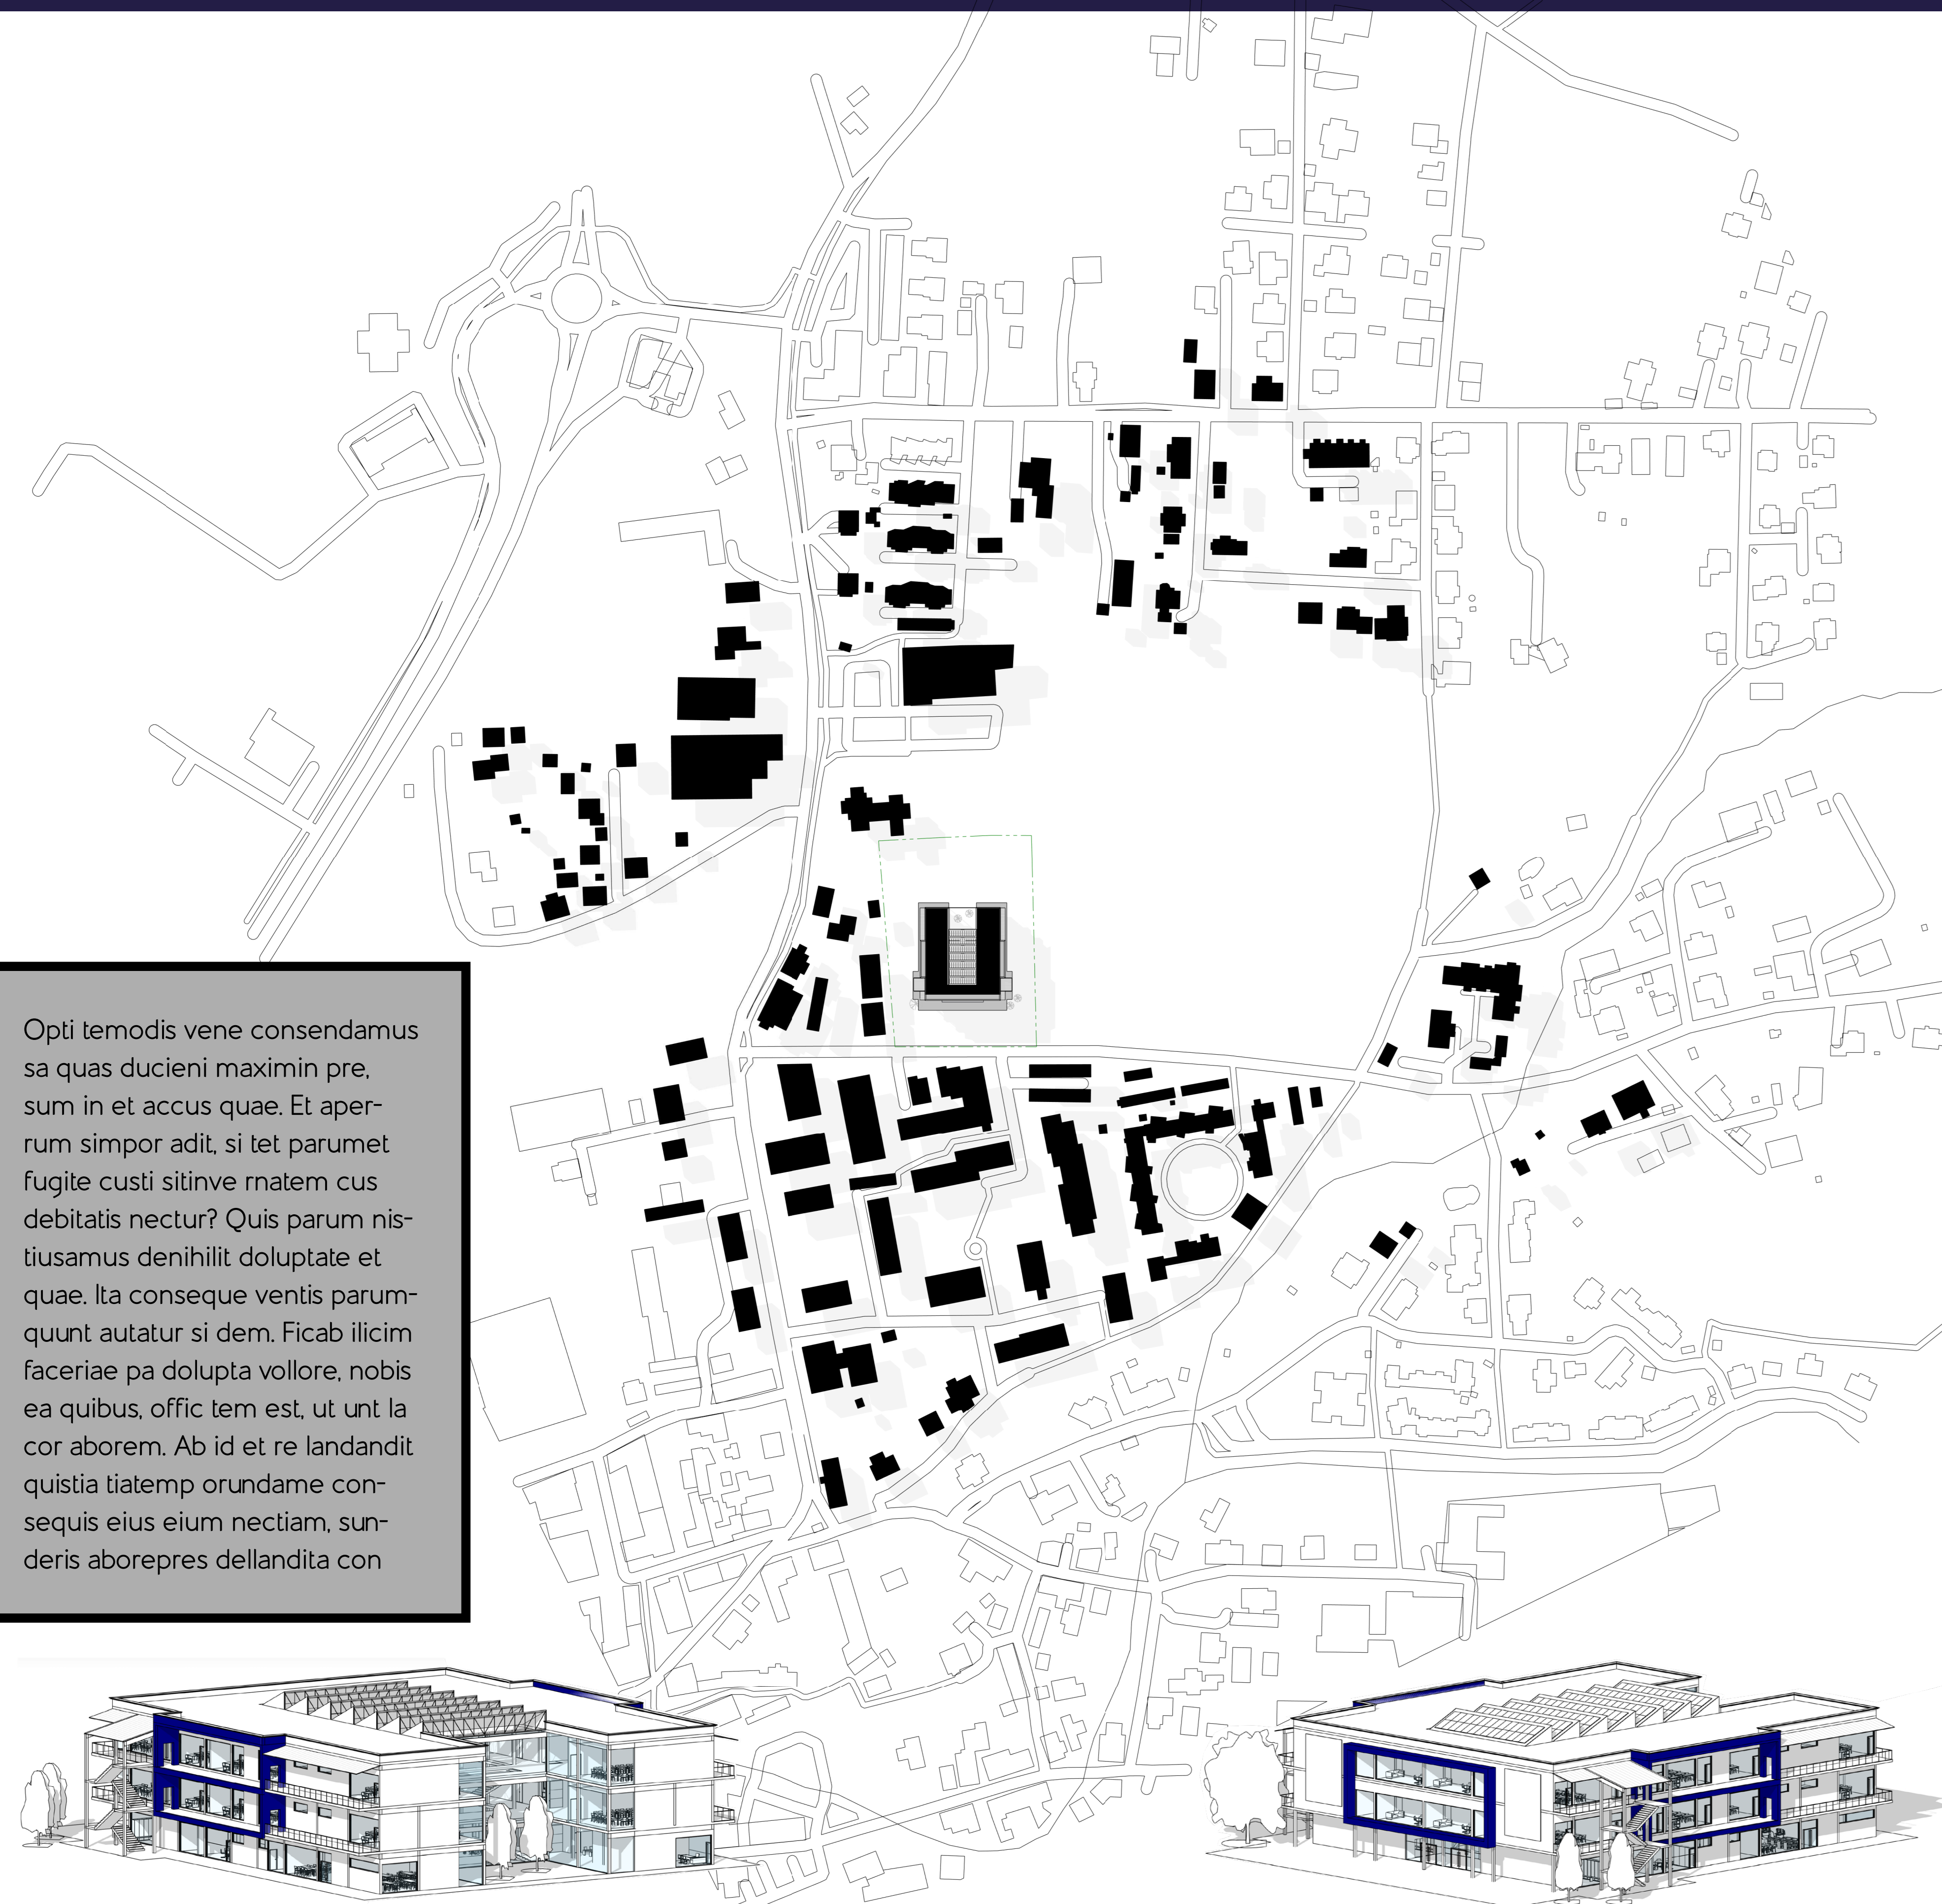 Opti temodis vene consendamus
sa quas ducieni maximin pre,
sum in et accus quae. Et aper-
rum simpor adit, si tet parumet
fugite custi sitinve rnatem cus
debitatis nectur? Quis parum nis-
tiusamus denihilit doluptate et
quae. Ita conseque ventis parum-
quunt autatur si dem. Ficab ilicim
faceriae pa dolupta vollore, nobis
ea quibus, offic tem est, ut unt la
cor aborem. Ab id et re landandit
quistia tiatemp orundame con-
sequis eius eium nectiam, sun-
deris aborepres dellandita con